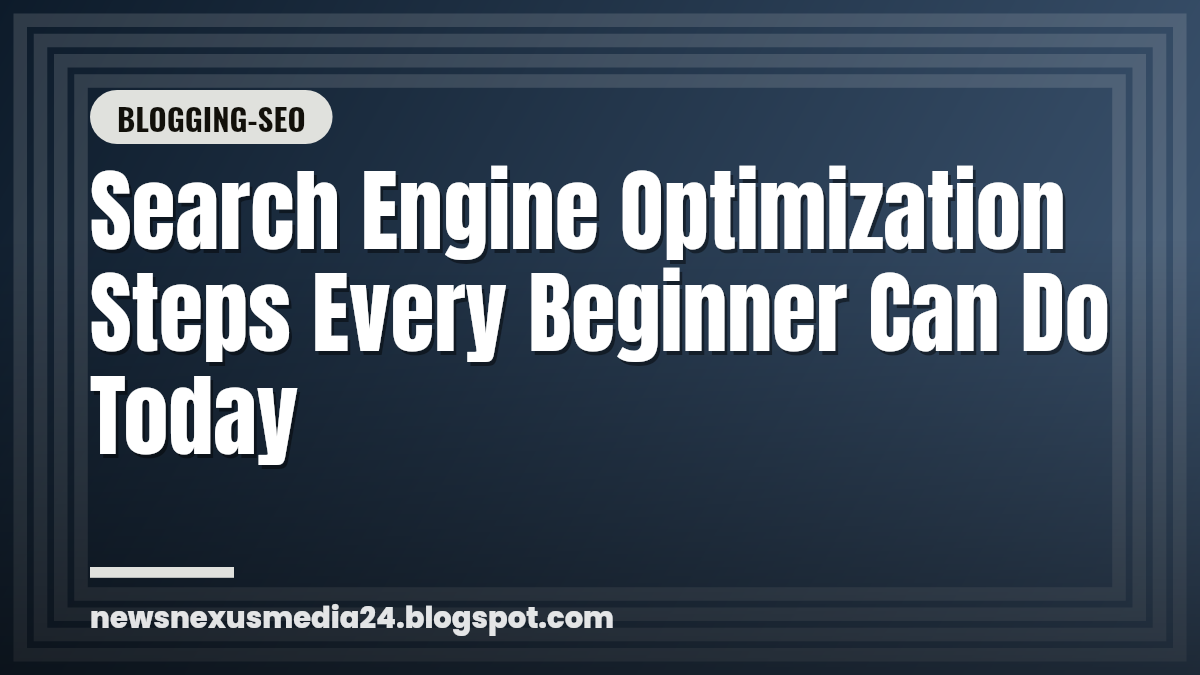 BLOGGING-SEO
Search Engine Optimization
Steps Every Beginner Can Do
Today
newsnexusmedia24.blogspot.com